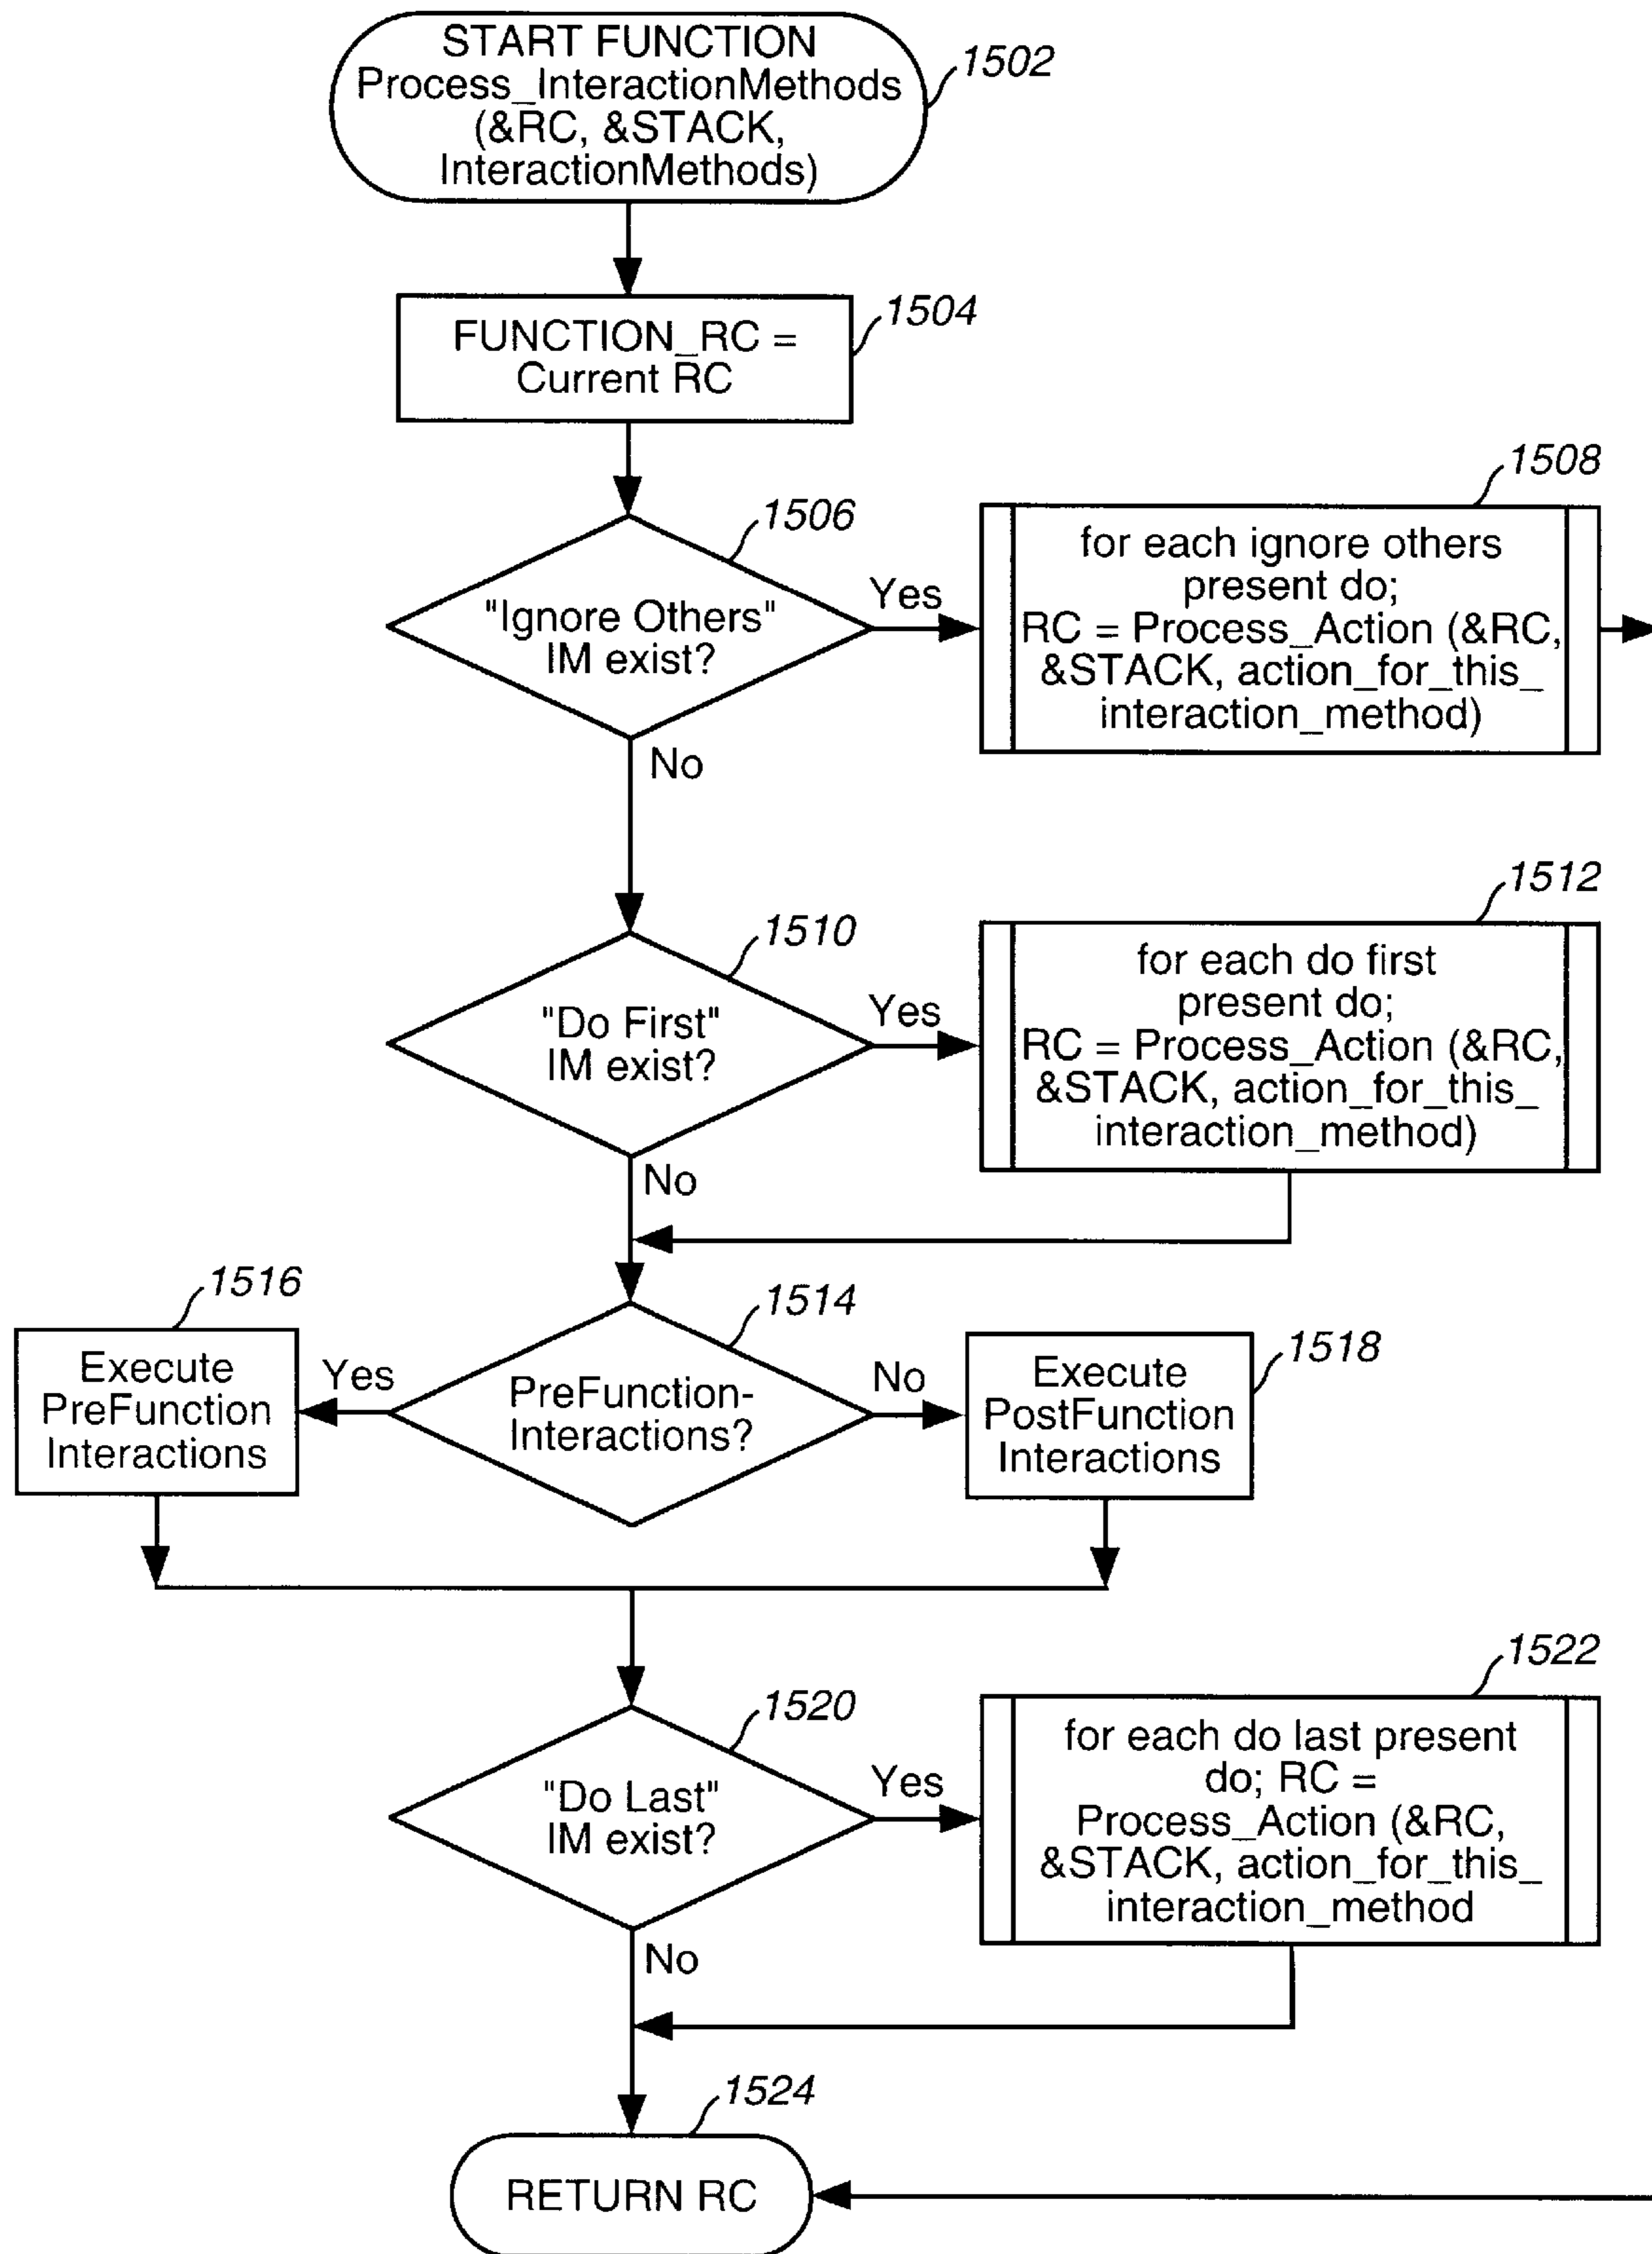 START FUNCTION
Process_InteractionMethods
(&RC, &STACK,
InteractionMethods)
1502
FUNCTION_RC =
Current RC
1504
1506
"Ignore Others"
IM exist?
Yes
No
1508
for each ignore others
present do;
RC = Process_Action (&RC,
&STACK, action_for_this_
interaction_method)
1510
"Do First"
IM exist?
Yes
No
1512
for each do first
present do;
RC = Process_Action (&RC,
&STACK, action_for_this_
interaction_method)
1516
Execute
PreFunction
Interactions
Yes
1514
PreFunction-
Interactions?
No
1518
Execute
PostFunction
Interactions
1520
"Do Last"
IM exist?
Yes
No
1522
for each do last present
do; RC =
Process_Action (&RC,
&STACK, action_for_this_
interaction_method
1524
RETURN RC